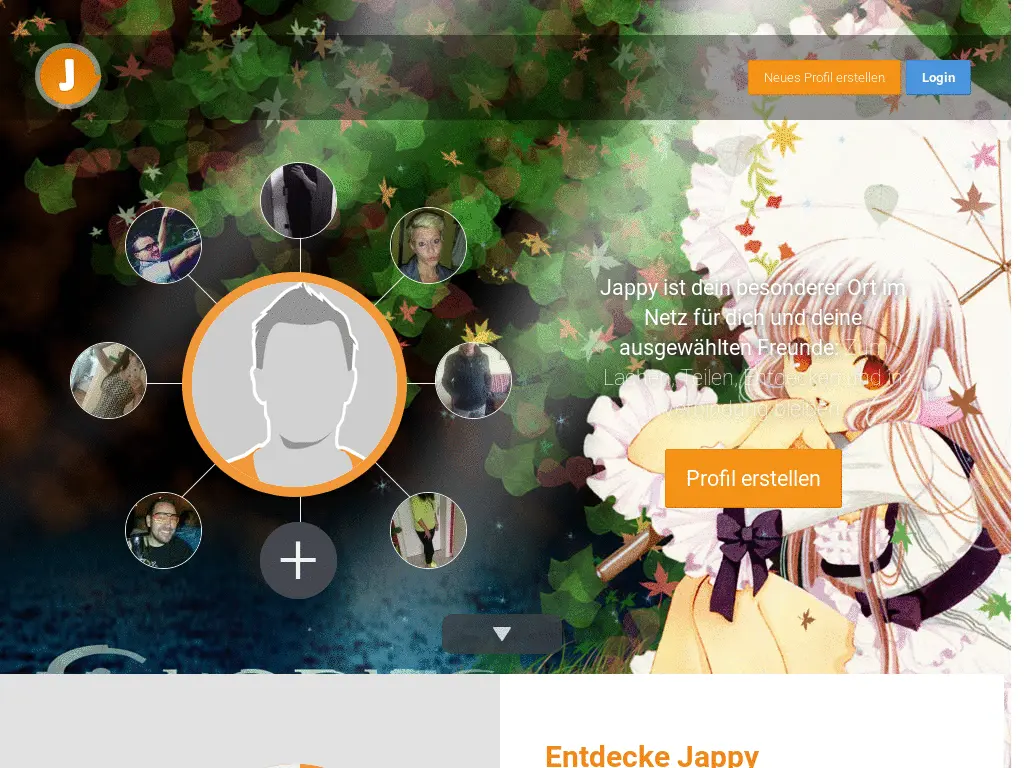 J
Neues Profil erstellen
Login
Jappy ist dein besonderer Ort im
Netz für dich und deine
ausgewählten Freunde: Zum
Lachen, Teilen, Entdecken und in
Verbindung bleiben.
Profil erstellen
Entdecke Jappy